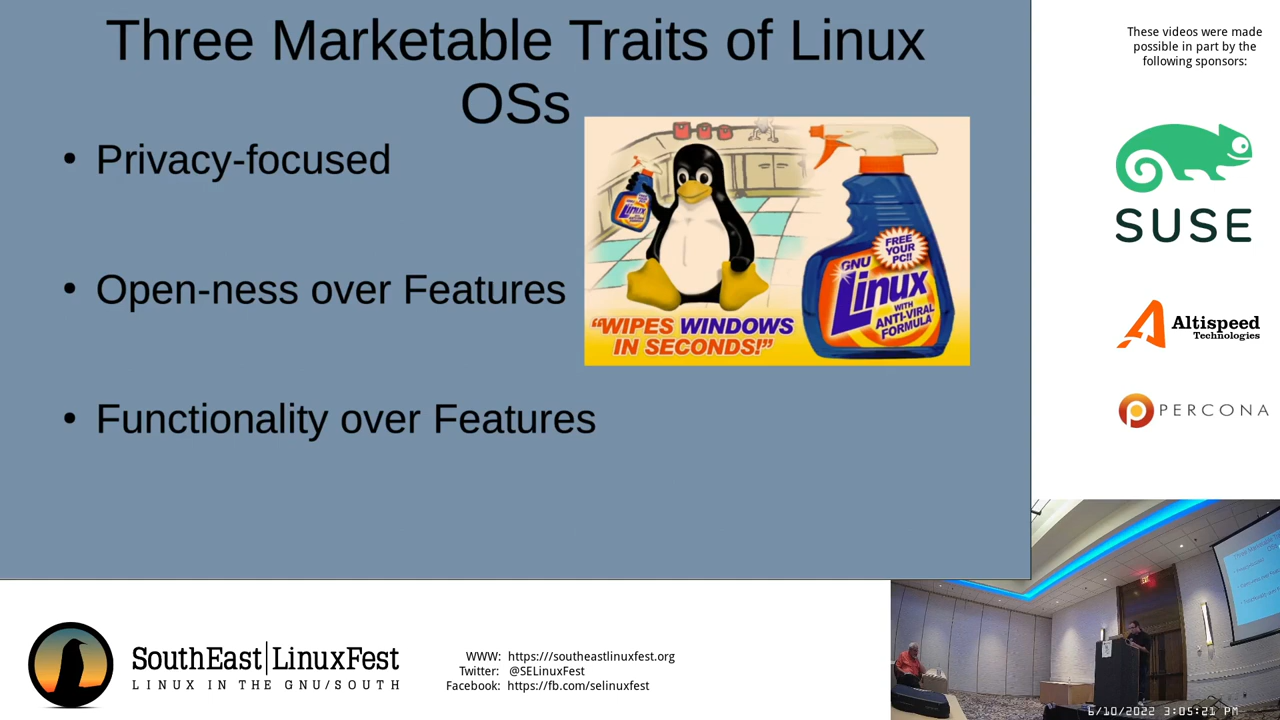 Three Marketable Traits of Linux
OSs
• Privacy-focused
• Open-ness over Features
• Functionality over Features
Linux
"WIPES WINDOWS
IN SECONDS!"
FREE
YOUR
PC!!
GNU
Linux
WITH
ANTI-VIRAL
FORMULA
These videos were made
possible in part by the
following sponsors:
SUSE
Altispeed
Technologies
PERCONA
SouthEast|LinuxFest
LINUX IN THE GNU/SOUTH
WWW: https:///southeastlinuxfest.org
Twitter: @SELinuxFest
Facebook: https://fb.com/selinuxfest
6/10/2022 3:05:21 PM